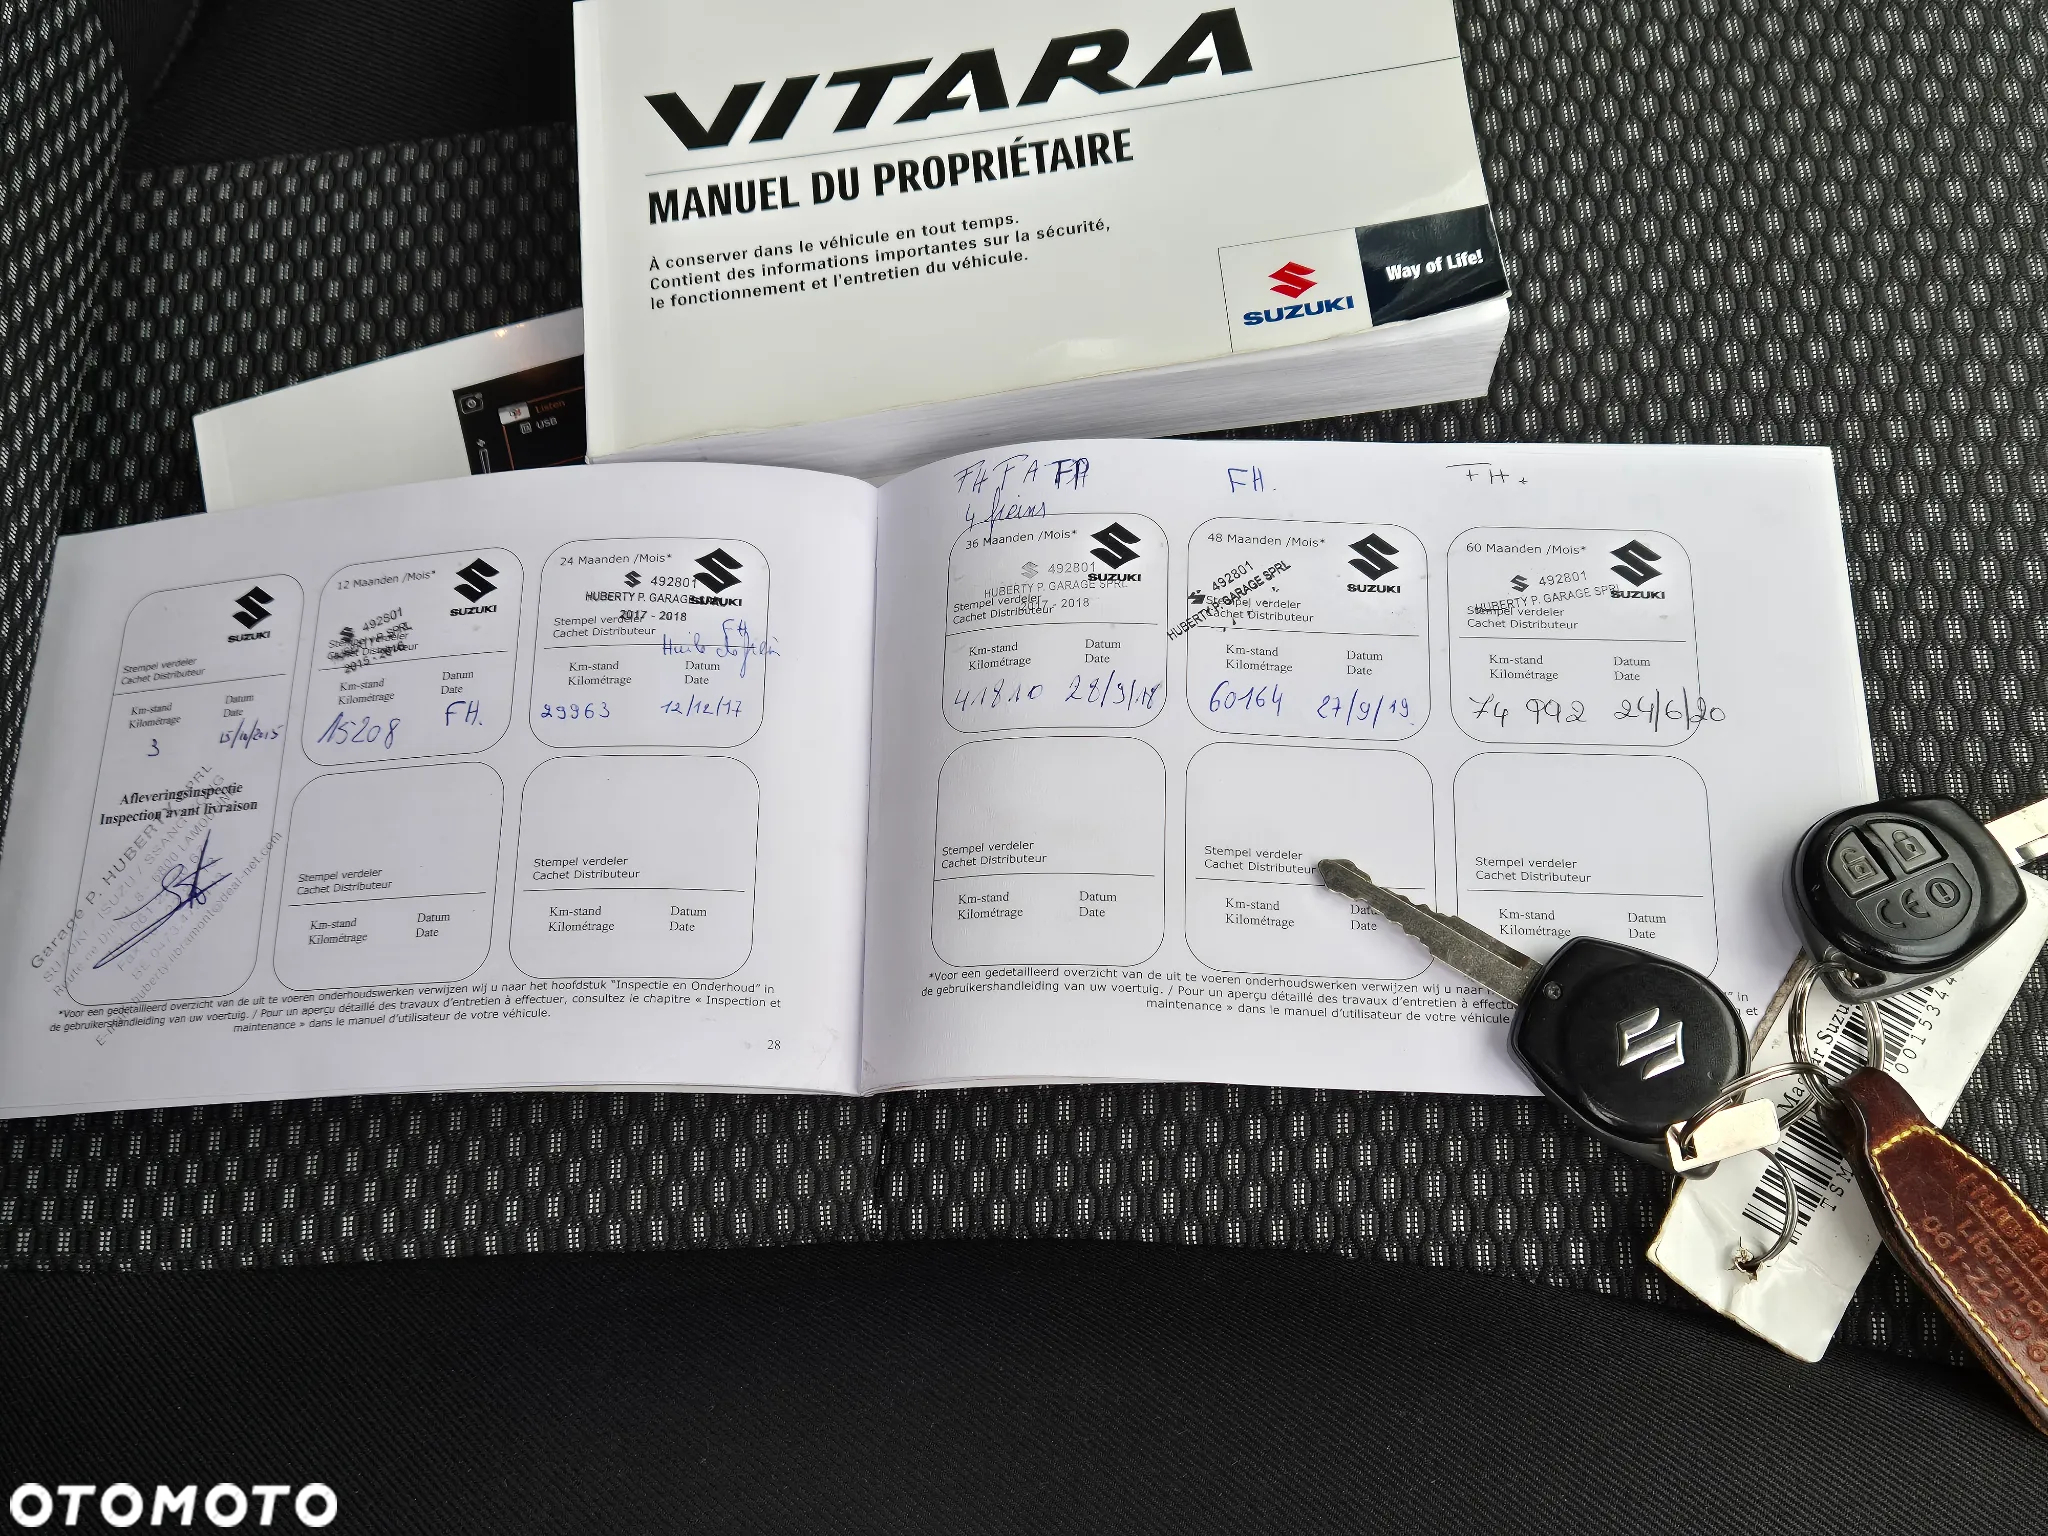 VITARA
MANUEL DU PROPRIÉTAIRE
À conserver dans le véhicule en tout temps.
Contient des informations importantes sur la sécurité,
le fonctionnement et l'entretien du véhicule.
SUZUKI
Way of Life!
Listen
USB
SUZUKI
Stempel verdeler
Cachet Distributeur
Km-stand Datum
Kilométrage Date
3 15/10/2015
Afleveringsinspectie
Inspection avant livraison
Garage P. HUBERTY SPRL
12 Maanden /Mois*
SUZUKI
492801
2015 - 2016
Km-stand Datum
Kilométrage Date
15208 FH.
24 Maanden /Mois*
492801
HUBERTY P. GARAGE
2017 - 2018
Stempel verdeler
Cachet Distributeur
FH
Km-stand Datum
Kilométrage Date
29963 12/12/17
Stempel verdeler
Cachet Distributeur
Km-stand Datum
Kilométrage Date
Stempel verdeler
Cachet Distributeur
Km-stand Datum
Kilométrage Date
*Voor een gedetailleerd overzicht van de uit te voeren onderhoudswerken verwijzen wij u naar het hoofdstuk "Inspectie en Onderhoud" in
de gebruikershandleiding van uw voertuig. / Pour un aperçu détaillé des travaux d'entretien à effectuer, consultez le chapitre « Inspection et
maintenance » dans le manuel d'utilisateur de votre véhicule.
28
4 freins
36 Maanden /Mois*
SUZUKI
492801
HUBERTY P. GARAGE SPRL
2017 - 2018
Stempel verdeler
Cachet Distributeur
Km-stand Datum
Kilométrage Date
41810 28/9/18
FH.
48 Maanden /Mois*
SUZUKI
492801
HUBERTY P. GARAGE SPRL
Stempel verdeler
Cachet Distributeur
Km-stand Datum
Kilométrage Date
60164 27/9/19
FH.
60 Maanden /Mois*
SUZUKI
492801
HUBERTY P. GARAGE SPRL
Stempel verdeler
Cachet Distributeur
Km-stand Datum
Kilométrage Date
74 992 24/6/20
Stempel verdeler
Cachet Distributeur
Km-stand Datum
Kilométrage Date
Stempel verdeler
Cachet Distributeur
Km-stand
Kilométrage Date
Stempel verdeler
Cachet Distributeur
Km-stand Datum
Kilométrage Date
*Voor een gedetailleerd overzicht van de uit te voeren onderhoudswerken verwijzen wij u naar
de gebruikershandleiding van uw voertuig. / Pour un aperçu détaillé des travaux d'entretien à
maintenance » dans le manuel d'utilisateur de votre véhicule
CE
OTOMOTO